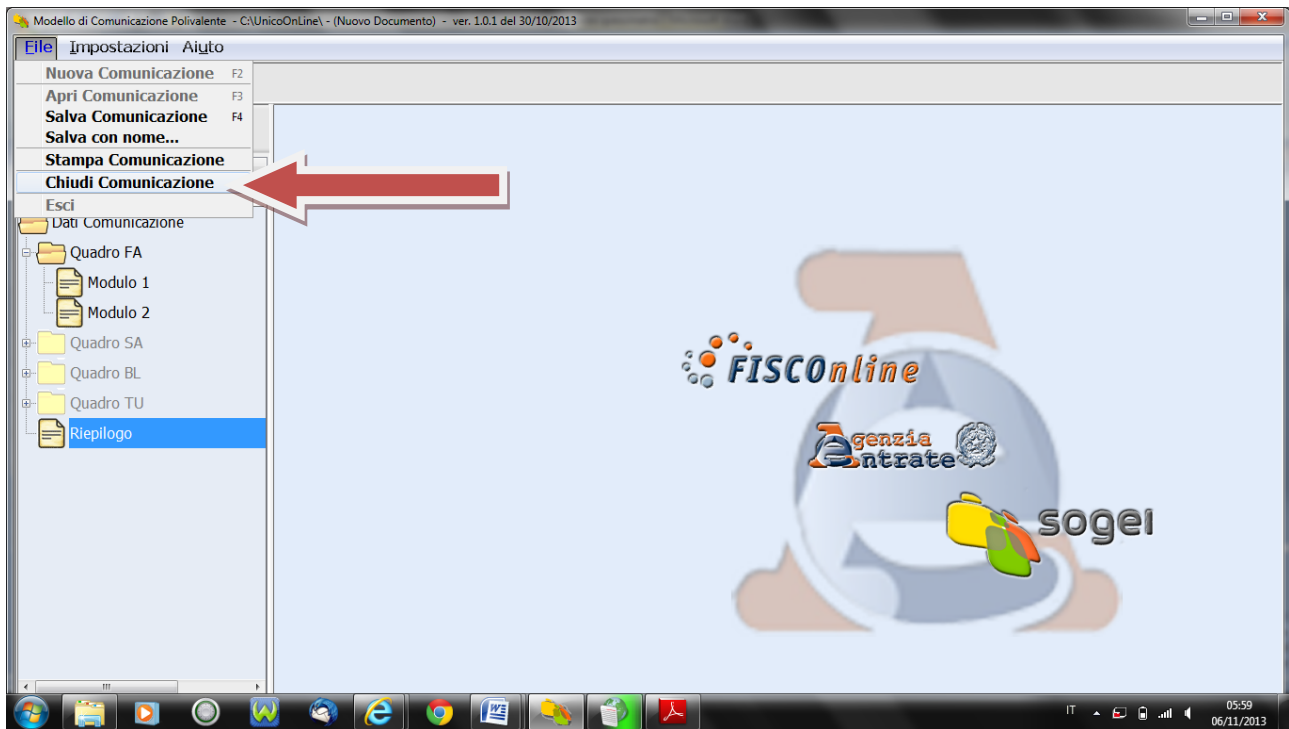 Modello di Comunicazione Polivalente - C:\UnicoOnLine\ - (Nuovo Documento) - ver. 1.0.1 del 30/10/2013
File Impostazioni Aiuto
Nuova Comunicazione F2
Apri Comunicazione F3
Salva Comunicazione F4
Salva con nome...
Stampa Comunicazione
Chiudi Comunicazione
Esci
Dati Comunicazione
Quadro FA
Modulo 1
Modulo 2
Quadro SA
Quadro BL
Quadro TU
Riepilogo
FISCOnline
Agenzia
Entrate
sogei
IT
05:59
06/11/2013